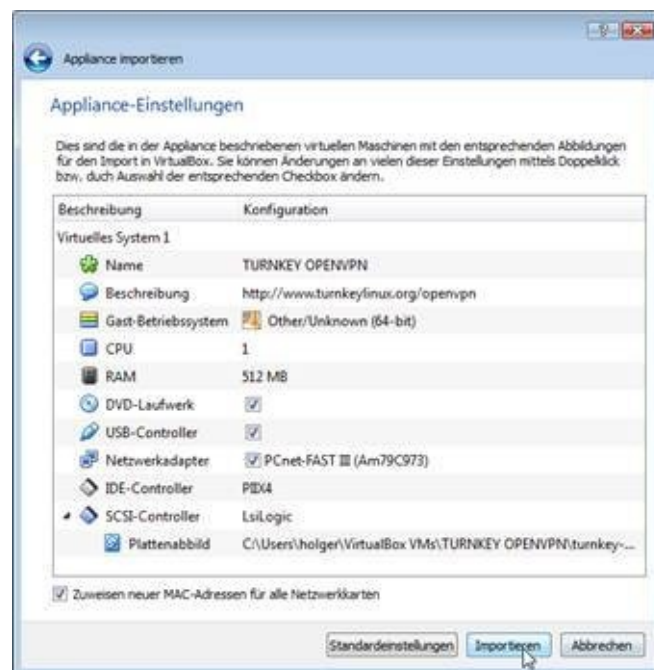 Appliance importieren
Appliance-Einstellungen
Dies sind die in der Appliance beschriebenen virtuellen Maschinen mit den entsprechenden Abbildungen
für den Import in VirtualBox. Sie können Änderungen an vielen dieser Einstellungen mittels Doppelklick
bzw. duch Auswahl der entsprechenden Checkbox ändern.
Beschreibung Konfiguration
Virtuelles System 1
Name TURNKEY OPENVPN
Beschreibung http://www.turnkeylinux.org/openvpn
Gast-Betriebssystem Other/Unknown (64-bit)
CPU 1
RAM 512 MB
DVD-Laufwerk
USB-Controller
Netzwerkadapter PCnet-FAST III (Am79C973)
IDE-Controller PIIX4
SCSI-Controller LsiLogic
Plattenabbild C:\Users\holger\VirtualBox VMs\TURNKEY OPENVPN\turnkey-...
Zuweisen neuer MAC-Adressen für alle Netzwerkkarten
Standardeinstellungen Importieren Abbrechen